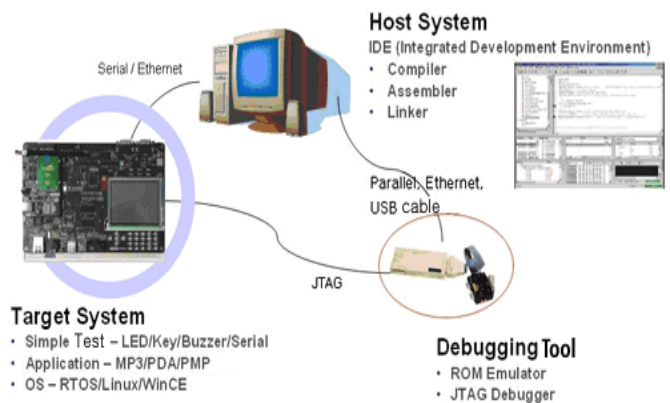 Host System
IDE (Integrated Development Environment)
• Compiler
• Assembler
• Linker
Serial / Ethernet
Parallel, Ethernet,
USB cable
JTAG
Target System
• Simple Test – LED/Key/Buzzer/Serial
• Application – MP3/PDA/PMP
• OS – RTOS/Linux/WinCE
Debugging Tool
• ROM Emulator
• JTAG Debugger